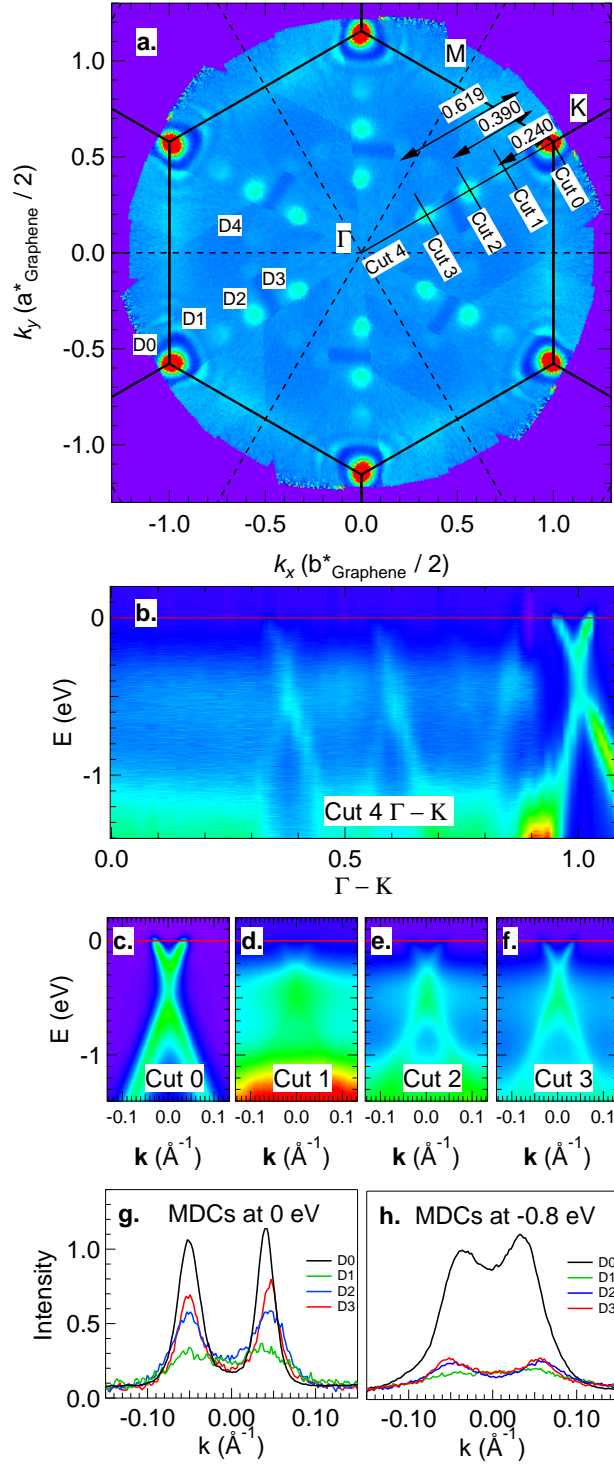 a.
M
K
0.619
0.390
0.240
Cut 0
Cut 1
Cut 2
Cut 3
Cut 4
Γ
D4
D3
D2
D1
D0
1.0
0.5
0.0
-0.5
-1.0
ky (a*Graphene / 2)
-1.0 -0.5 0.0 0.5 1.0
kx (b*Graphene / 2)
b.
0
-1
E (eV)
Cut 4 Γ – K
0.0 0.5 1.0
Γ – K
c. d. e. f.
0
-1
E (eV)
Cut 0 Cut 1 Cut 2 Cut 3
-0.1 0.0 0.1 -0.1 0.0 0.1 -0.1 0.0 0.1 -0.1 0.0 0.1
k (Å-1) k (Å-1) k (Å-1) k (Å-1)
g. MDCs at 0 eV
D0
D1
D2
D3
1.0
0.5
0.0
Intensity
-0.10 0.00 0.10
k (Å-1)
h. MDCs at -0.8 eV
D0
D1
D2
D3
-0.10 0.00 0.10
k (Å-1)